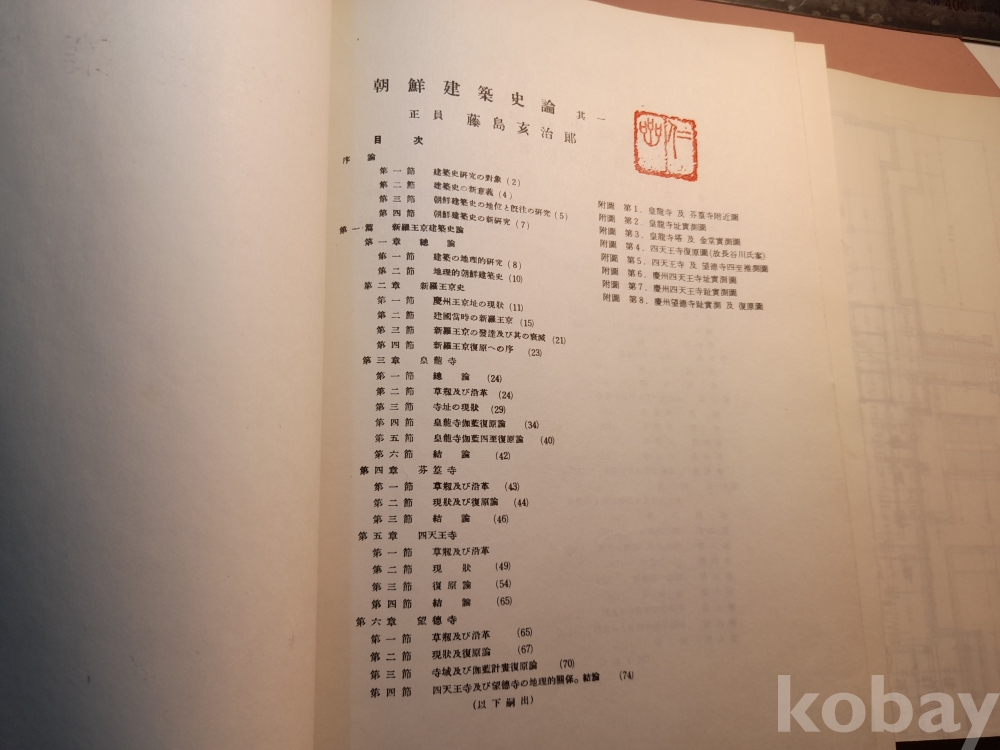 朝鮮建築史論 其一
正員 藤島亥治郞
目次
序論
第一節 建築史硏究の對象 (2)
第二節 建築史の新意義 (4)
第三節 朝鮮建築史の地位と旣往の硏究 (5)
第四節 朝鮮建築史の新硏究 (7)
第一篇 新羅王京建築史論
第一章 總論
第一節 建築の地理的硏究 (8)
第二節 地理的朝鮮建築史 (10)
第二章 新羅王京史
第一節 慶州王京址の現狀 (11)
第二節 建國當時の新羅王京 (15)
第三節 新羅王京の發達及び其の衰滅 (21)
第四節 新羅王京復原への序 (23)
第三章 皇龍寺
第一節 總論 (24)
第二節 草刱及び沿革 (24)
第三節 寺址の現狀 (29)
第四節 皇龍寺伽藍復原論 (34)
第五節 皇龍寺伽藍四至復原論 (40)
第六節 結論 (42)
第四章 芬篁寺
第一節 草刱及び沿革 (43)
第二節 現狀及び復原論 (44)
第三節 結論 (46)
第五章 四天王寺
第一節 草刱及び沿革
第二節 現狀 (49)
第三節 復原論 (54)
第四節 結論 (65)
第六章 望德寺
第一節 草刱及び沿革 (65)
第二節 現狀及び復原論 (67)
第三節 寺域及び伽藍計畫復原論 (70)
第四節 四天王寺及び望德寺の地理的關係。結論 (74)
(以下嗣出)
附圖 第1. 皇龍寺 及 芬篁寺附近圖
附圖 第2. 皇龍寺址實測圖
附圖 第3. 皇龍寺塔 及 金堂實測圖
附圖 第4. 四天王寺復原圖(故長谷川氏案)
附圖 第5. 四天王寺 及 望德寺四至推測圖
附圖 第6. 慶州四天王寺址實測圖
附圖 第7. 慶州四天王寺趾實測圖
附圖 第8. 慶州望德寺趾實測 及 復原圖
kobay